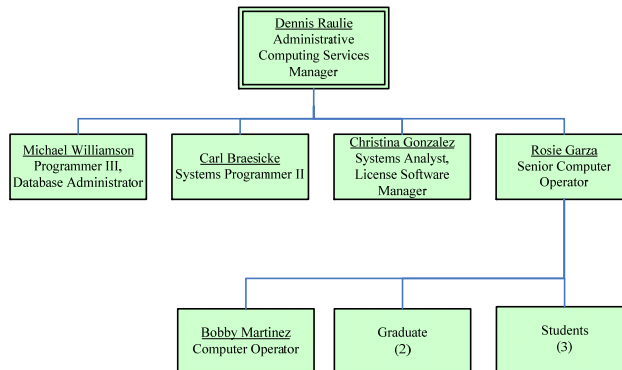 Dennis Raulie
Administrative
Computing Services
Manager
Michael Williamson
Programmer III,
Database Administrator
Carl Braesicke
Systems Programmer II
Christina Gonzalez
Systems Analyst,
License Software
Manager
Rosie Garza
Senior Computer
Operator
Bobby Martinez
Computer Operator
Graduate
(2)
Students
(3)